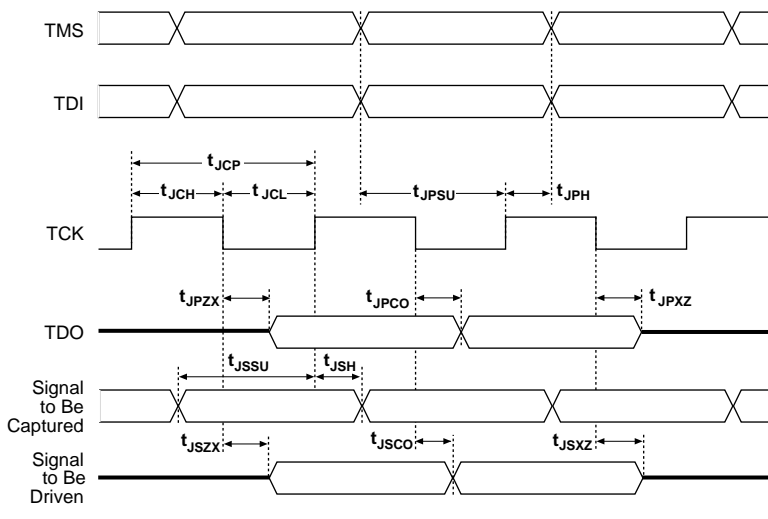 TMS
TDI
tJCP
tJCH
tJCL
tJPSU
tJPH
TCK
tJPZX
tJPCO
tJPXZ
TDO
tJSSU
tJSH
Signal
to Be
Captured
tJSZX
tJSCO
tJSXZ
Signal
to Be
Driven